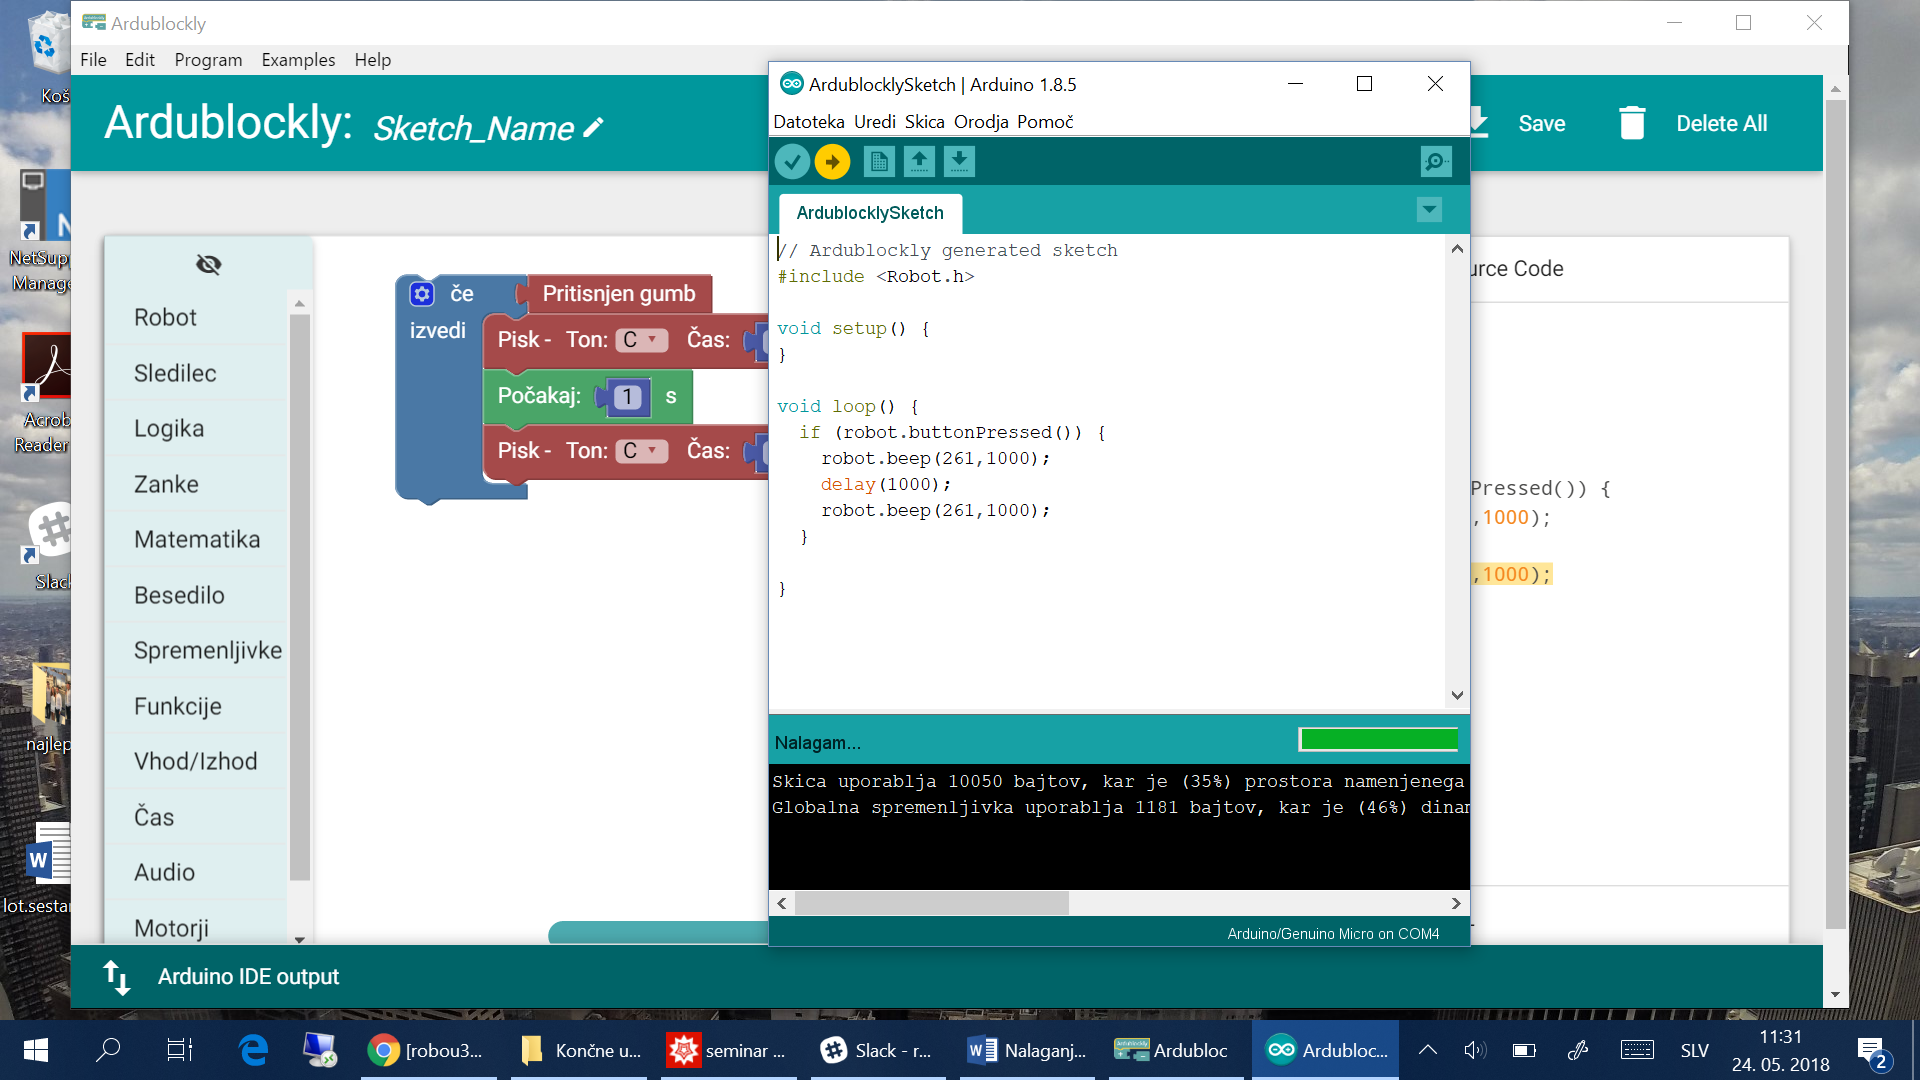 Ardublockly
File Edit Program Examples Help
Ardublockly: Sketch_Name
Save
Delete All
Koš
NetSup
Manage
Acrob
Reader
Slack
najlep
W
lot.sestan
Robot
Sledilec
Logika
Zanke
Matematika
Besedilo
Spremenljivke
Funkcije
Vhod/Izhod
Čas
Audio
Motorji
če Pritisnjen gumb
izvedi Pisk - Ton: C Čas:
Počakaj: 1 s
Pisk - Ton: C Čas:
ArdublocklySketch | Arduino 1.8.5
Datoteka Uredi Skica Orodja Pomoč
ArdublocklySketch
// Ardublockly generated sketch
#include <Robot.h>
void setup() {
}
void loop() {
if (robot.buttonPressed()) {
robot.beep(261,1000);
delay(1000);
robot.beep(261,1000);
}
}
Nalagam...
Skica uporablja 10050 bajtov, kar je (35%) prostora namenjenega
Globalna spremenljivka uporablja 1181 bajtov, kar je (46%) dinam
Arduino/Genuino Micro on COM4
urce Code
Pressed()) {
,1000);
,1000);
Arduino IDE output
[robou3...
Končne u...
seminar ...
Slack - r...
Nalaganj...
Ardubloc
Ardubloc...
SLV
11:31
24. 05. 2018
2